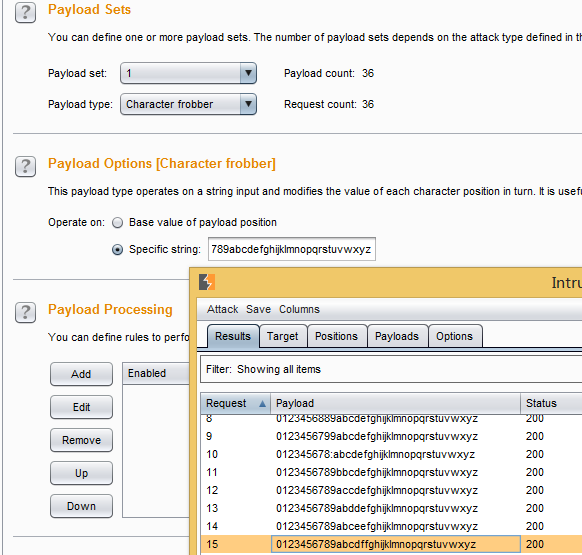 Payload Sets
You can define one or more payload sets. The number of payload sets depends on the attack type defined in th
Payload set: 1 Payload count: 36
Payload type: Character frobber Request count: 36
Payload Options [Character frobber]
This payload type operates on a string input and modifies the value of each character position in turn. It is usefu
Operate on: Base value of payload position
Specific string: 789abcdefghijklmnopqrstuvwxyz
Payload Processing
You can define rules to perfo
Add
Edit
Remove
Up
Down
Enabled
Intru
Attack Save Columns
Results Target Positions Payloads Options
Filter: Showing all items
Request Payload Status
8 0123456889abcdefghijklmnopqrstuvwxyz 200
9 0123456799abcdefghijklmnopqrstuvwxyz 200
10 012345678:abcdefghijklmnopqrstuvwxyz 200
11 0123456789bbcdefghijklmnopqrstuvwxyz 200
12 0123456789accdefghijklmnopqrstuvwxyz 200
13 0123456789abddefghijklmnopqrstuvwxyz 200
14 0123456789abceefghijklmnopqrstuvwxyz 200
15 0123456789abcdffghijklmnopqrstuvwxyz 200